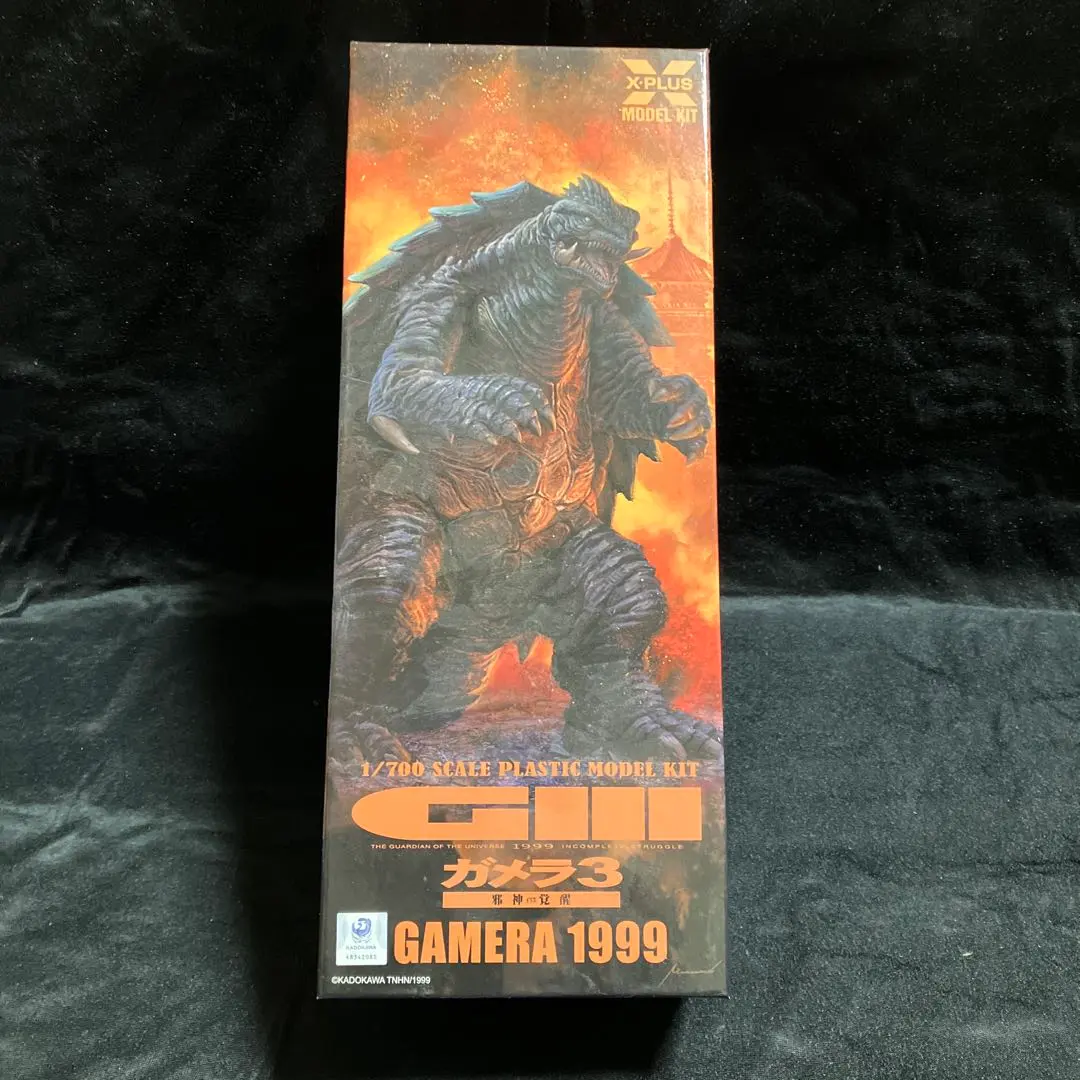 X-PLUS
MODEL KIT
1/700 SCALE PLASTIC MODEL KIT
GIII
THE GUARDIAN OF THE UNIVERSE 1999 INCOMPLETE STRUGGLE
ガメラ3
邪神 覚醒
GAMERA 1999
KADOKAWA
©KADOKAWA TNHN/1999